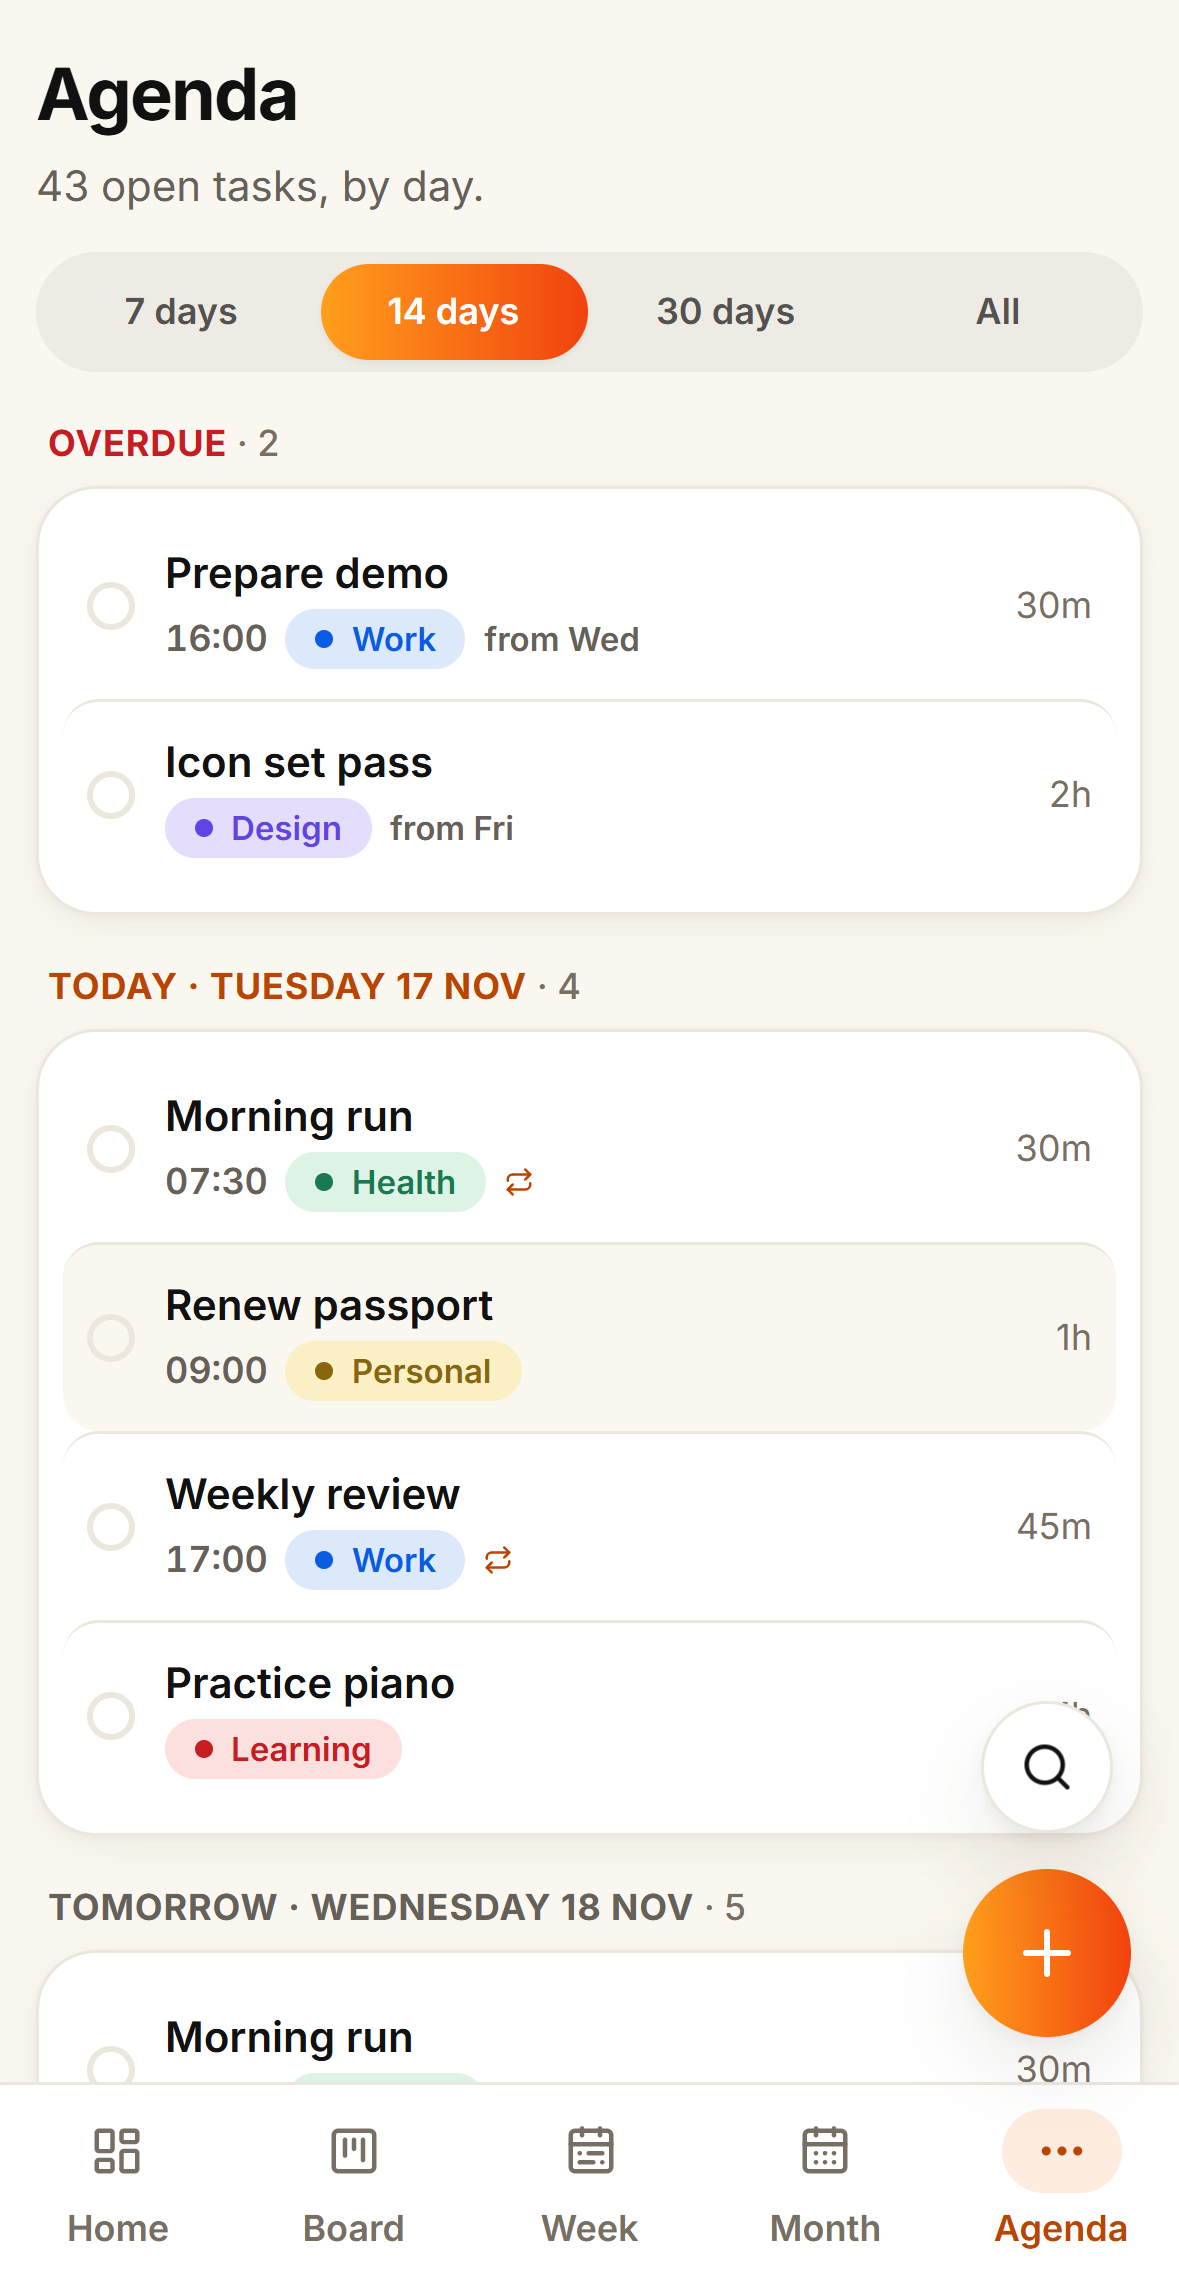 Agenda
43 open tasks, by day.
7 days 14 days 30 days All
OVERDUE · 2
Prepare demo
30m
16:00 Work from Wed
Icon set pass
2h
Design from Fri
TODAY · TUESDAY 17 NOV · 4
Morning run
30m
07:30 Health
Renew passport
1h
09:00 Personal
Weekly review
45m
17:00 Work
Practice piano
Learning
TOMORROW · WEDNESDAY 18 NOV · 5
Morning run
30m
Home Board Week Month Agenda